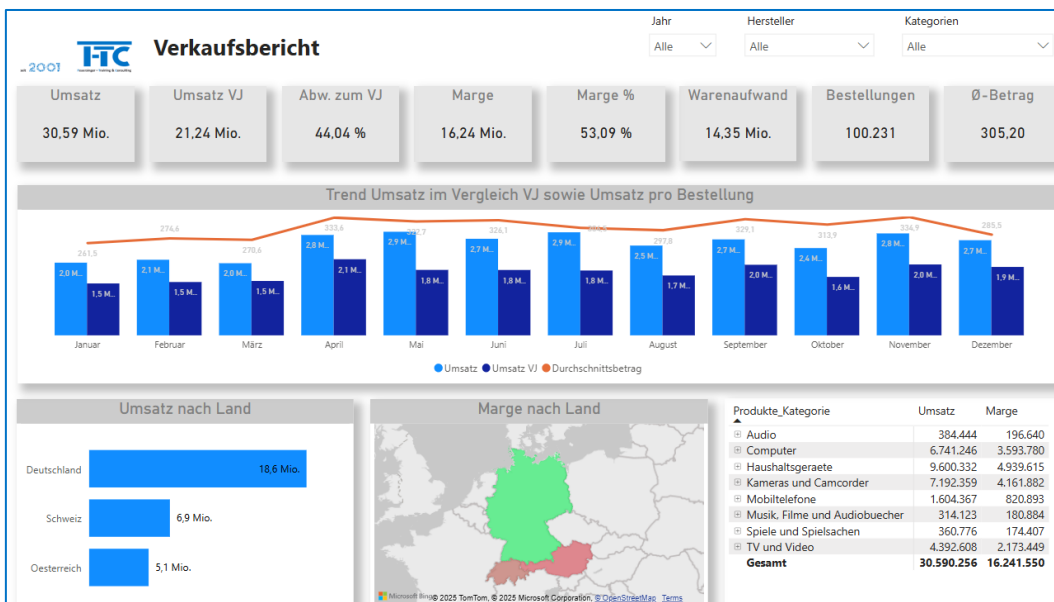 Jahr Hersteller Kategorien
Verkaufsbericht
TTC
2001
Alle Alle Alle
Umsatz Umsatz VJ Abw. zum VJ Marge Marge % Warenaufwand Bestellungen Ø-Betrag
30,59 Mio. 21,24 Mio. 44,04 % 16,24 Mio. 53,09 % 14,35 Mio. 100.231 305,20
Trend Umsatz im Vergleich VJ sowie Umsatz pro Bestellung
261,5 274,6 270,6 333,6 326,1 297,8 329,1 313,9 336,9 285,5
2,0 M... 2,1 M... 2,0 M... 2,8 M... 2,9 M... 2,7 M... 2,9 M... 2,5 M... 2,7 M... 2,4 M... 2,8 M... 2,7 M...
1,5 M... 1,5 M... 1,5 M... 2,1 M... 1,8 M... 1,8 M... 1,8 M... 1,7 M... 2,0 M... 1,6 M... 2,0 M... 1,9 M...
Januar Februar März April Mai Juni Juli August September Oktober November Dezember
Umsatz Umsatz VJ Durchschnittsbetrag
Umsatz nach Land
Deutschland 18,6 Mio.
Schweiz 6,9 Mio.
Oesterreich 5,1 Mio.
Marge nach Land
Microsoft Bing © 2025 TomTom, © 2025 Microsoft Corporation, © OpenStreetMap Terms
Produkte_Kategorie Umsatz Marge
Audio 384.444 196.640
Computer 6.741.246 3.593.780
Haushaltsgeraete 9.600.332 4.939.615
Kameras und Camcorder 7.192.359 4.161.882
Mobiltelefone 1.604.367 820.893
Musik, Filme und Audiobuecher 314.123 180.884
Spiele und Spielsachen 360.776 174.407
TV und Video 4.392.608 2.173.449
Gesamt 30.590.256 16.241.550